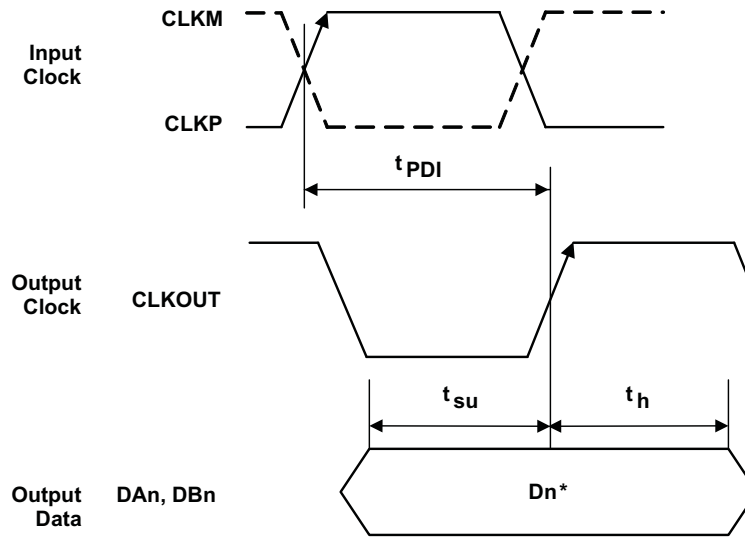 CLKM
Input
Clock
CLKP
t PDI
Output
Clock
CLKOUT
t su
t h
Output
Data
DAn, DBn
Dn*